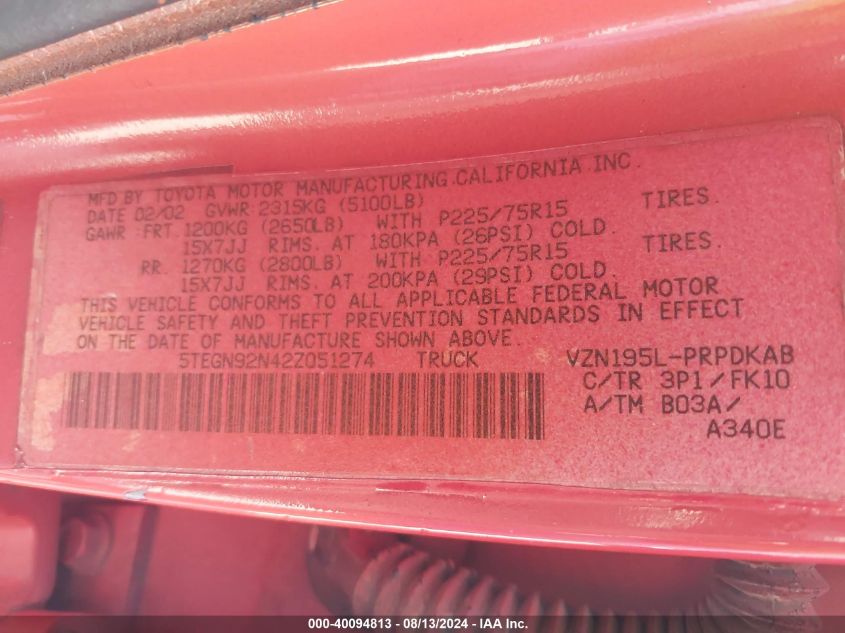 MFD BY TOYOTA MOTOR MANUFACTURING.CALIFORNIA INC.
DATE 02/02 GVWR 2315KG (5100LB)
GAWR FRT 1200KG (2650LB) WITH P225/75R15 TIRES.
15X7JJ RIMS. AT 180KPA (26PSI) COLD.
RR. 1270KG (2800LB) WITH P225/75R15 TIRES.
15X7JJ RIMS. AT 200KPA (29PSI) COLD.
THIS VEHICLE CONFORMS TO ALL APPLICABLE FEDERAL MOTOR
VEHICLE SAFETY AND THEFT PREVENTION STANDARDS IN EFFECT
ON THE DATE OF MANUFACTURE SHOWN ABOVE.
5TEGN92N42Z051274 TRUCK VZN195L-PRPDKAB
C/TR 3P1/FK10
A/TM B03A/
A340E
000-40094813 - 08/13/2024 - IAAI Inc.